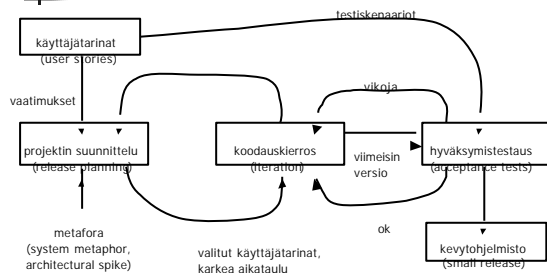 testiskenaariot
käyttäjätarinat
(user stories)
vikoja
vaatimukset
projektin suunnittelu
(release planning)
koodauskierros
(iteration)
viimeisin
versio
hyväksymistestaus
(acceptance tests)
metafora
(system metaphor,
architectural spike)
valitut käyttäjätarinat,
karkea aikataulu
ok
kevytohjelmisto
(small release)